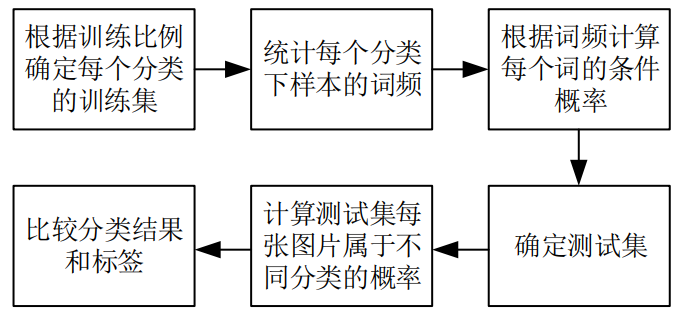 根据训练比例
确定每个分类
的训练集
统计每个分类
下样本的词频
根据词频计算
每个词的条件
概率
确定测试集
计算测试集每
张图片属于不
同分类的概率
比较分类结果
和标签